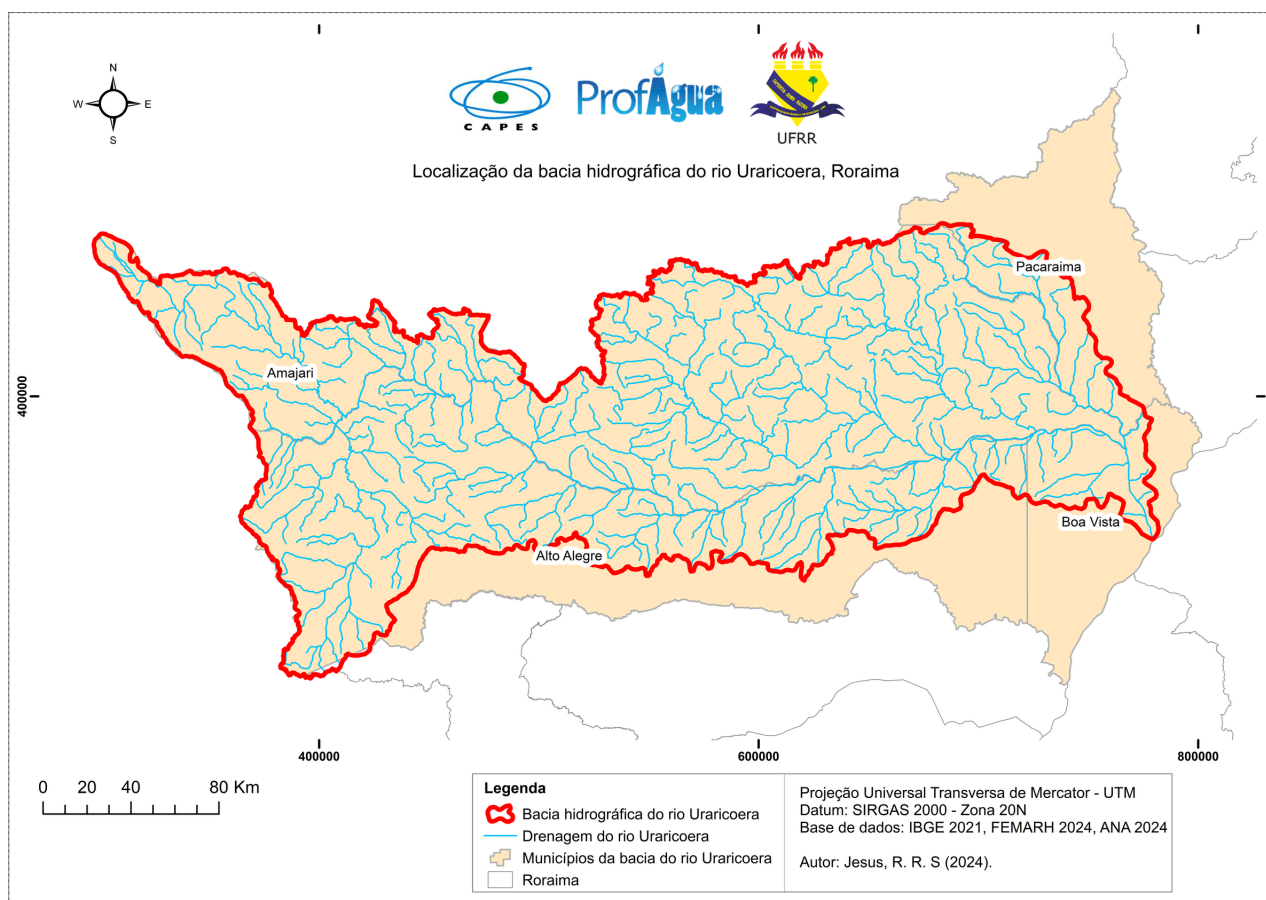 N
W E
S
CAPES
ProfÁgua
UFRR
Localização da bacia hidrográfica do rio Uraricoera, Roraima
Pacaraima
Amajari
400000
Boa Vista
Alto Alegre
400000 600000 800000
0 20 40 80 Km
Legenda
Bacia hidrográfica do rio Uraricoera
Drenagem do rio Uraricoera
Municípios da bacia do rio Uraricoera
Roraima
Projeção Universal Transversa de Mercator - UTM
Datum: SIRGAS 2000 - Zona 20N
Base de dados: IBGE 2021, FEMARH 2024, ANA 2024
Autor: Jesus, R. R. S (2024).